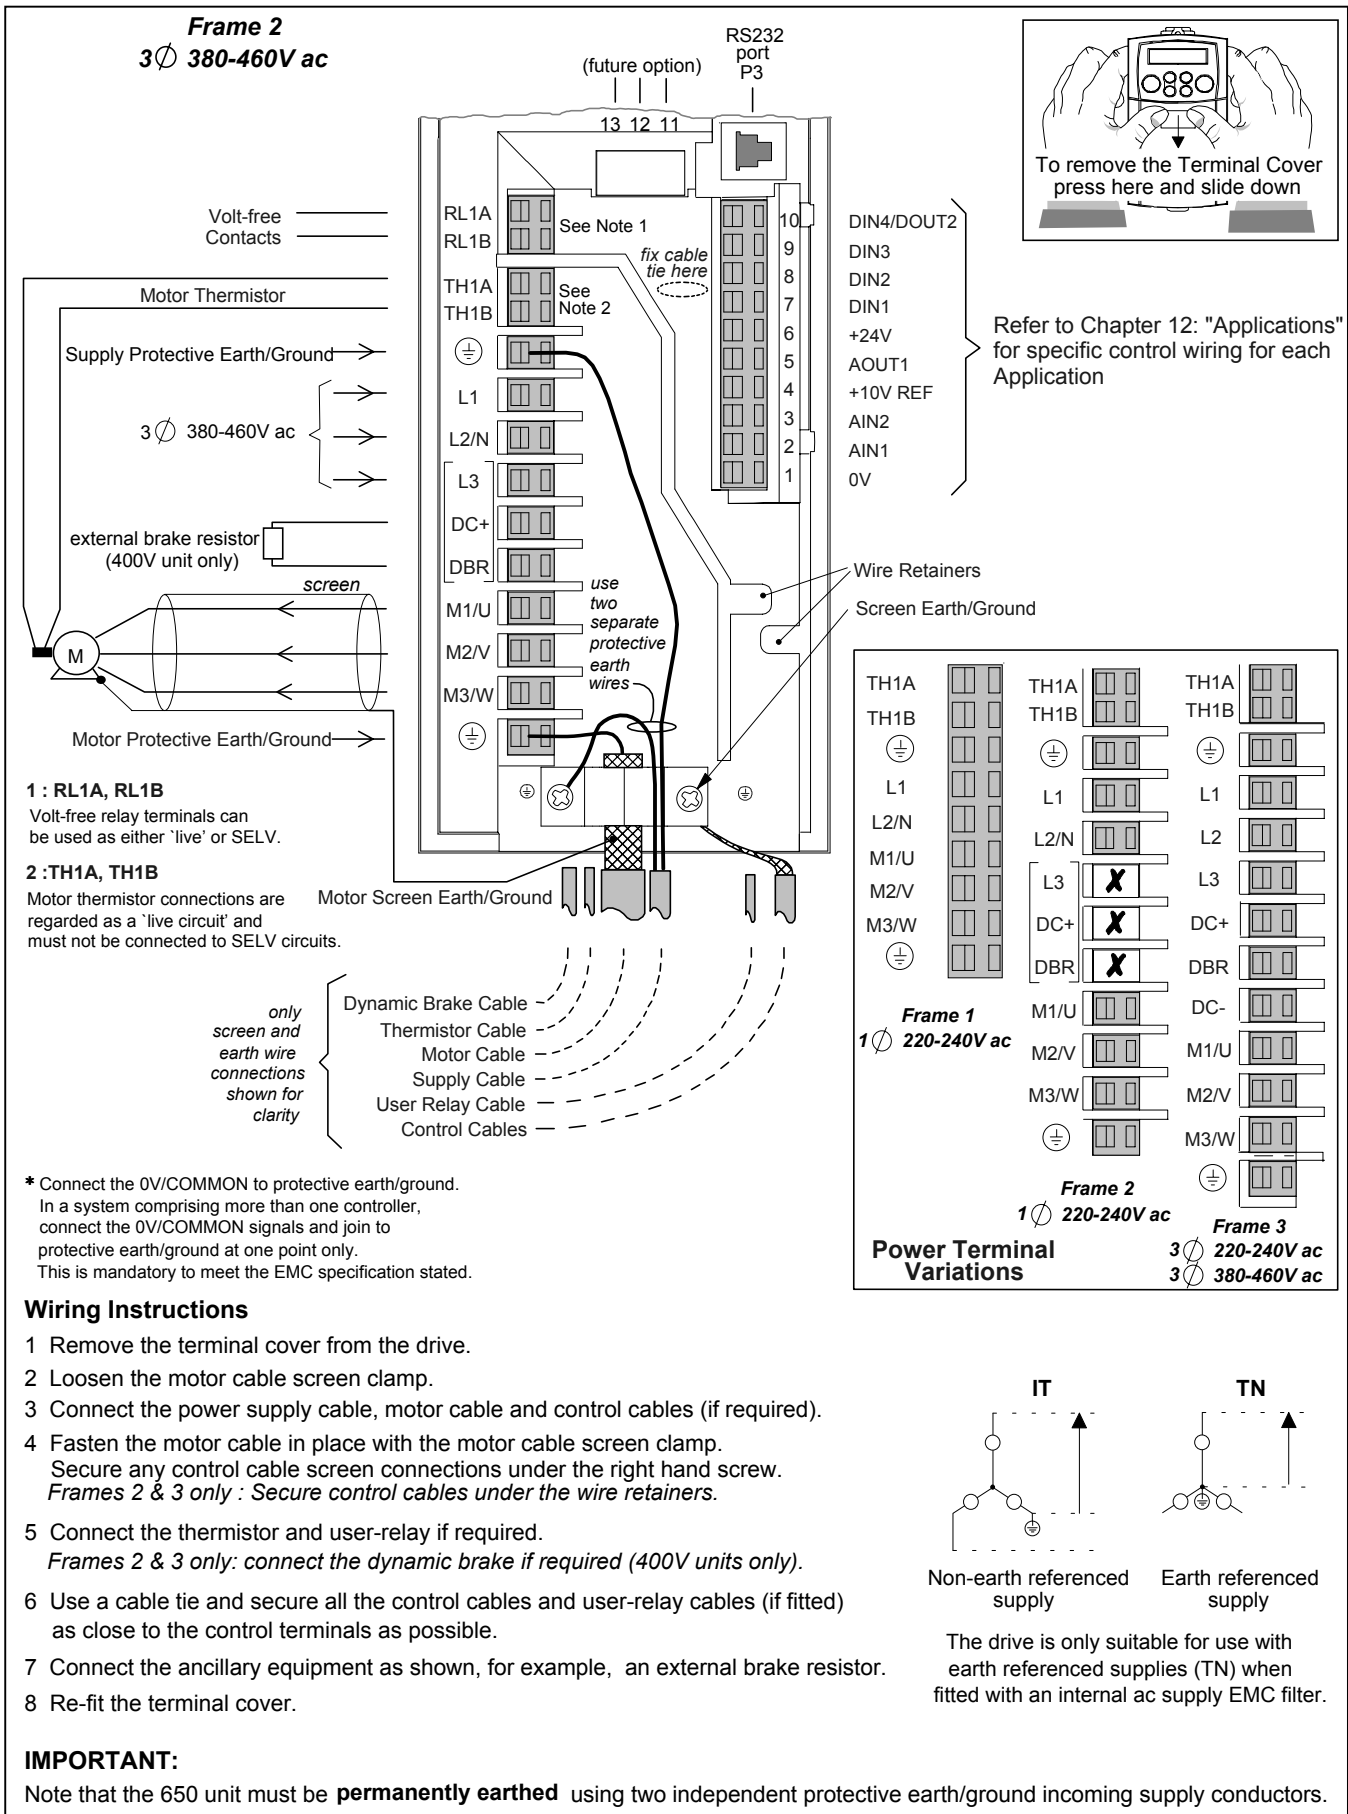 Frame 2
3∅ 380-460V ac
(future option)
RS232
port
P3
13 12 11
To remove the Terminal Cover
press here and slide down
Volt-free
Contacts
RL1A
RL1B
See Note 1
Motor Thermistor
TH1A
TH1B
See
Note 2
fix cable
tie here
Supply Protective Earth/Ground
L1
3∅ 380-460V ac
L2/N
L3
DC+
external brake resistor
(400V unit only)
DBR
screen
M1/U
M2/V
M3/W
M
Motor Protective Earth/Ground
use
two
separate
protective
earth
wires
10
9
8
7
6
5
4
3
2
1
DIN4/DOUT2
DIN3
DIN2
DIN1
+24V
AOUT1
+10V REF
AIN2
AIN1
0V
Refer to Chapter 12: "Applications"
for specific control wiring for each
Application
Wire Retainers
Screen Earth/Ground
1 : RL1A, RL1B
Volt-free relay terminals can
be used as either `live' or SELV.
2 :TH1A, TH1B
Motor thermistor connections are
regarded as a `live circuit' and
must not be connected to SELV circuits.
Motor Screen Earth/Ground
only
screen and
earth wire
connections
shown for
clarity
Dynamic Brake Cable
Thermistor Cable
Motor Cable
Supply Cable
User Relay Cable
Control Cables
TH1A
TH1B
L1
L2/N
M1/U
M2/V
M3/W
Frame 1
1∅ 220-240V ac
TH1A
TH1B
L1
L2/N
L3 X
DC+ X
DBR X
M1/U
M2/V
M3/W
Frame 2
1∅ 220-240V ac
TH1A
TH1B
L1
L2
L3
DC+
DBR
DC-
M1/U
M2/V
M3/W
Frame 3
3∅ 220-240V ac
3∅ 380-460V ac
Power Terminal
Variations
* Connect the 0V/COMMON to protective earth/ground.
In a system comprising more than one controller,
connect the 0V/COMMON signals and join to
protective earth/ground at one point only.
This is mandatory to meet the EMC specification stated.
Wiring Instructions
1 Remove the terminal cover from the drive.
2 Loosen the motor cable screen clamp.
3 Connect the power supply cable, motor cable and control cables (if required).
4 Fasten the motor cable in place with the motor cable screen clamp.
Secure any control cable screen connections under the right hand screw.
Frames 2 & 3 only : Secure control cables under the wire retainers.
5 Connect the thermistor and user-relay if required.
Frames 2 & 3 only: connect the dynamic brake if required (400V units only).
6 Use a cable tie and secure all the control cables and user-relay cables (if fitted)
as close to the control terminals as possible.
7 Connect the ancillary equipment as shown, for example, an external brake resistor.
8 Re-fit the terminal cover.
IT
Non-earth referenced
supply
TN
Earth referenced
supply
The drive is only suitable for use with
earth referenced supplies (TN) when
fitted with an internal ac supply EMC filter.
IMPORTANT:
Note that the 650 unit must be permanently earthed using two independent protective earth/ground incoming supply conductors.